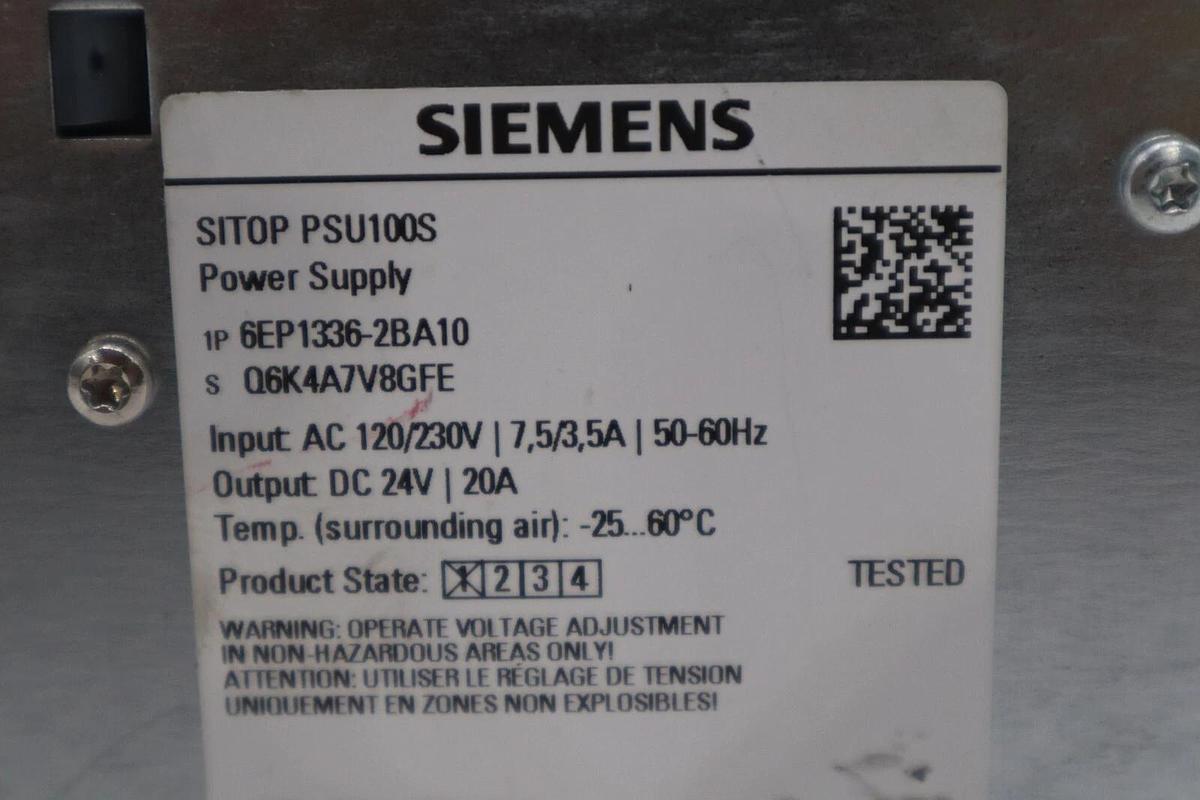 SIEMENS
SITOP PSU100S
Power Supply
1P 6EP1336-2BA10
S Q6K4A7V8GFE
Input: AC 120/230V | 7,5/3,5A | 50-60Hz
Output: DC 24V | 20A
Temp. (surrounding air): -25...60°C
Product State: 1 2 3 4
TESTED
WARNING: OPERATE VOLTAGE ADJUSTMENT
IN NON-HAZARDOUS AREAS ONLY!
ATTENTION: UTILISER LE RÉGLAGE DE TENSION
UNIQUEMENT EN ZONES NON EXPLOSIBLES!